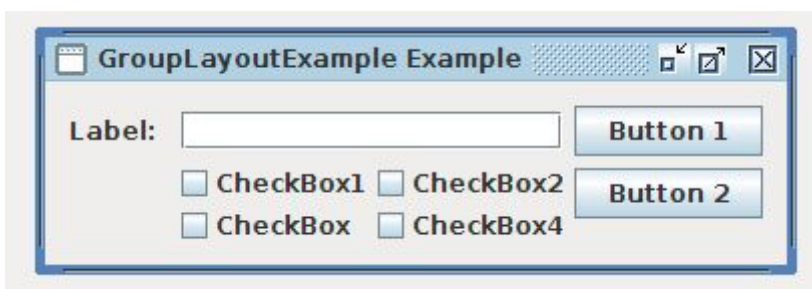 GroupLayoutExample Example
Label: Button 1
CheckBox1 CheckBox2 Button 2
CheckBox CheckBox4